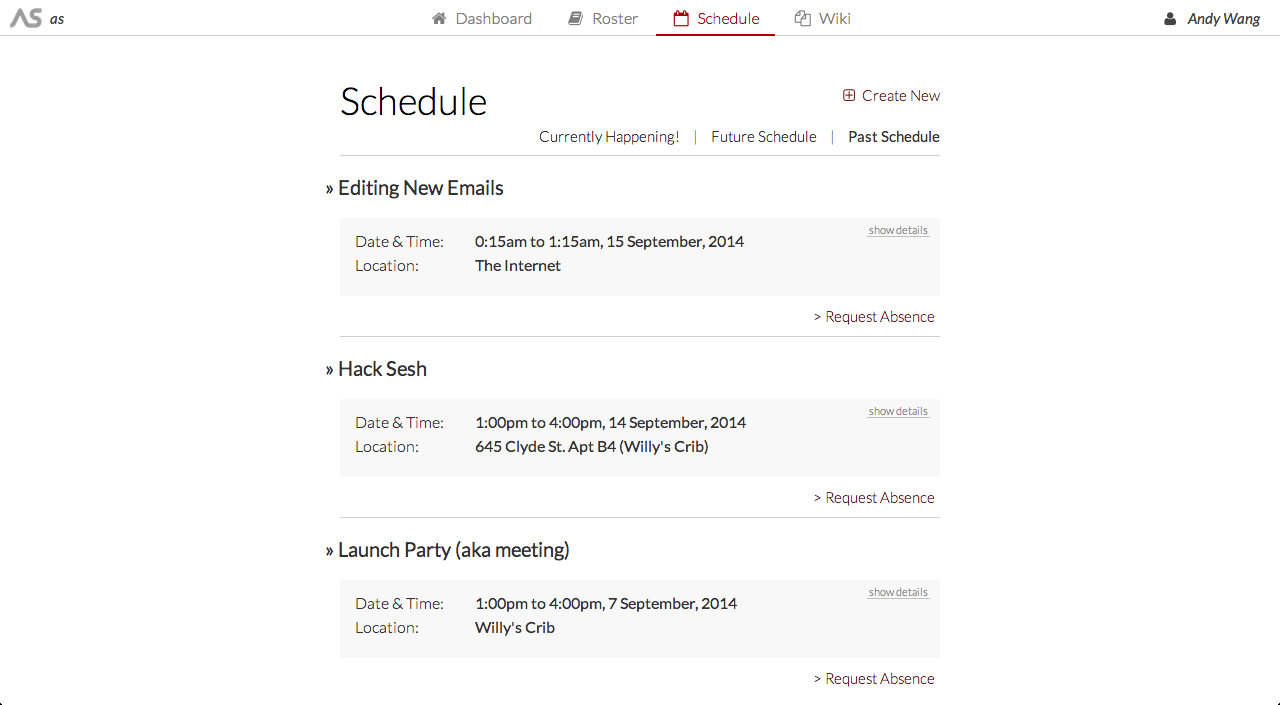 AS as Dashboard Roster Schedule Wiki Andy Wang
Schedule
Create New
Currently Happening! | Future Schedule | Past Schedule
» Editing New Emails
show details
Date & Time: 0:15am to 1:15am, 15 September, 2014
Location: The Internet
> Request Absence
» Hack Sesh
show details
Date & Time: 1:00pm to 4:00pm, 14 September, 2014
Location: 645 Clyde St. Apt B4 (Willy's Crib)
> Request Absence
» Launch Party (aka meeting)
show details
Date & Time: 1:00pm to 4:00pm, 7 September, 2014
Location: Willy's Crib
> Request Absence